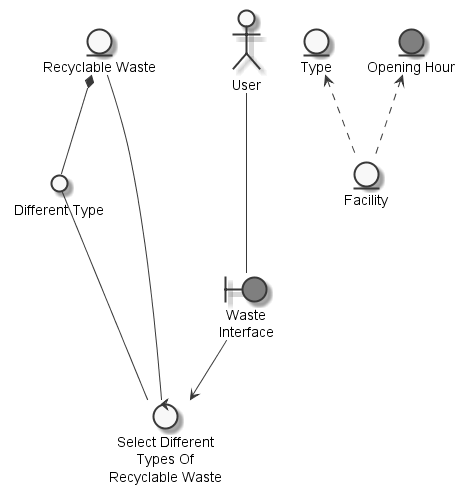 Recyclable Waste
User
Type
Opening Hour
Different Type
Facility
Waste
Interface
Select Different
Types Of
Recyclable Waste